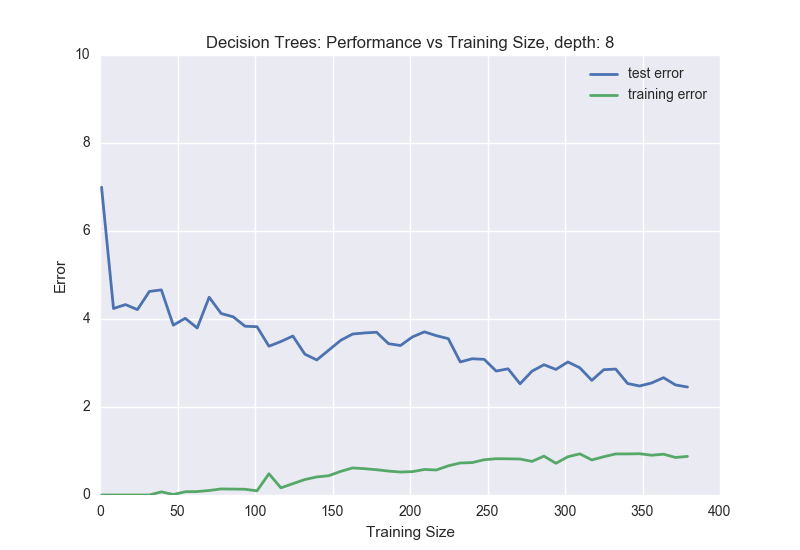 Decision Trees: Performance vs Training Size, depth: 8
10
8
6
4
2
0
Error
test error
training error
0 50 100 150 200 250 300 350 400
Training Size